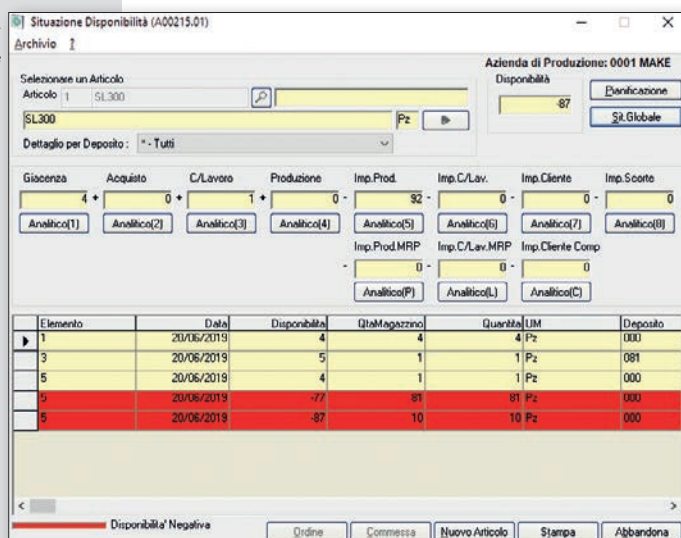 Situazione Disponibilità (A00215.01)
Archivio ?
Azienda di Produzione: 0001 MAKE
Selezionare un Articolo
Disponibilità
Articolo 1 SL300
-87
Pianificazione
SL300 Pz
Sit.Globale
Dettaglio per Deposito : * - Tutti
Giacenza Acquisto C/Lavoro Produzione Imp.Prod. Imp.C/Lav. Imp.Cliente Imp.Scorte
4 + 0 + 1 + 0 - 92 - 0 - 0 - 0
Analitico(1) Analitico(2) Analitico(3) Analitico(4) Analitico(5) Analitico(6) Analitico(7) Analitico(8)
Imp.Prod.MRP Imp.C/Lav.MRP Imp.Cliente Comp
- 0 - 0 - 0
Analitico(P) Analitico(L) Analitico(C)
Elemento Data Disponibilita QtaMagazzino Quantita UM Deposito
1 20/06/2019 4 4 4 Pz 000
3 20/06/2019 5 1 1 Pz 081
5 20/06/2019 4 1 1 Pz 000
5 20/06/2019 -77 81 81 Pz 000
5 20/06/2019 -87 10 10 Pz 000
Disponibilita' Negativa
Ordine Commessa Nuovo Articolo Stampa Abbandona